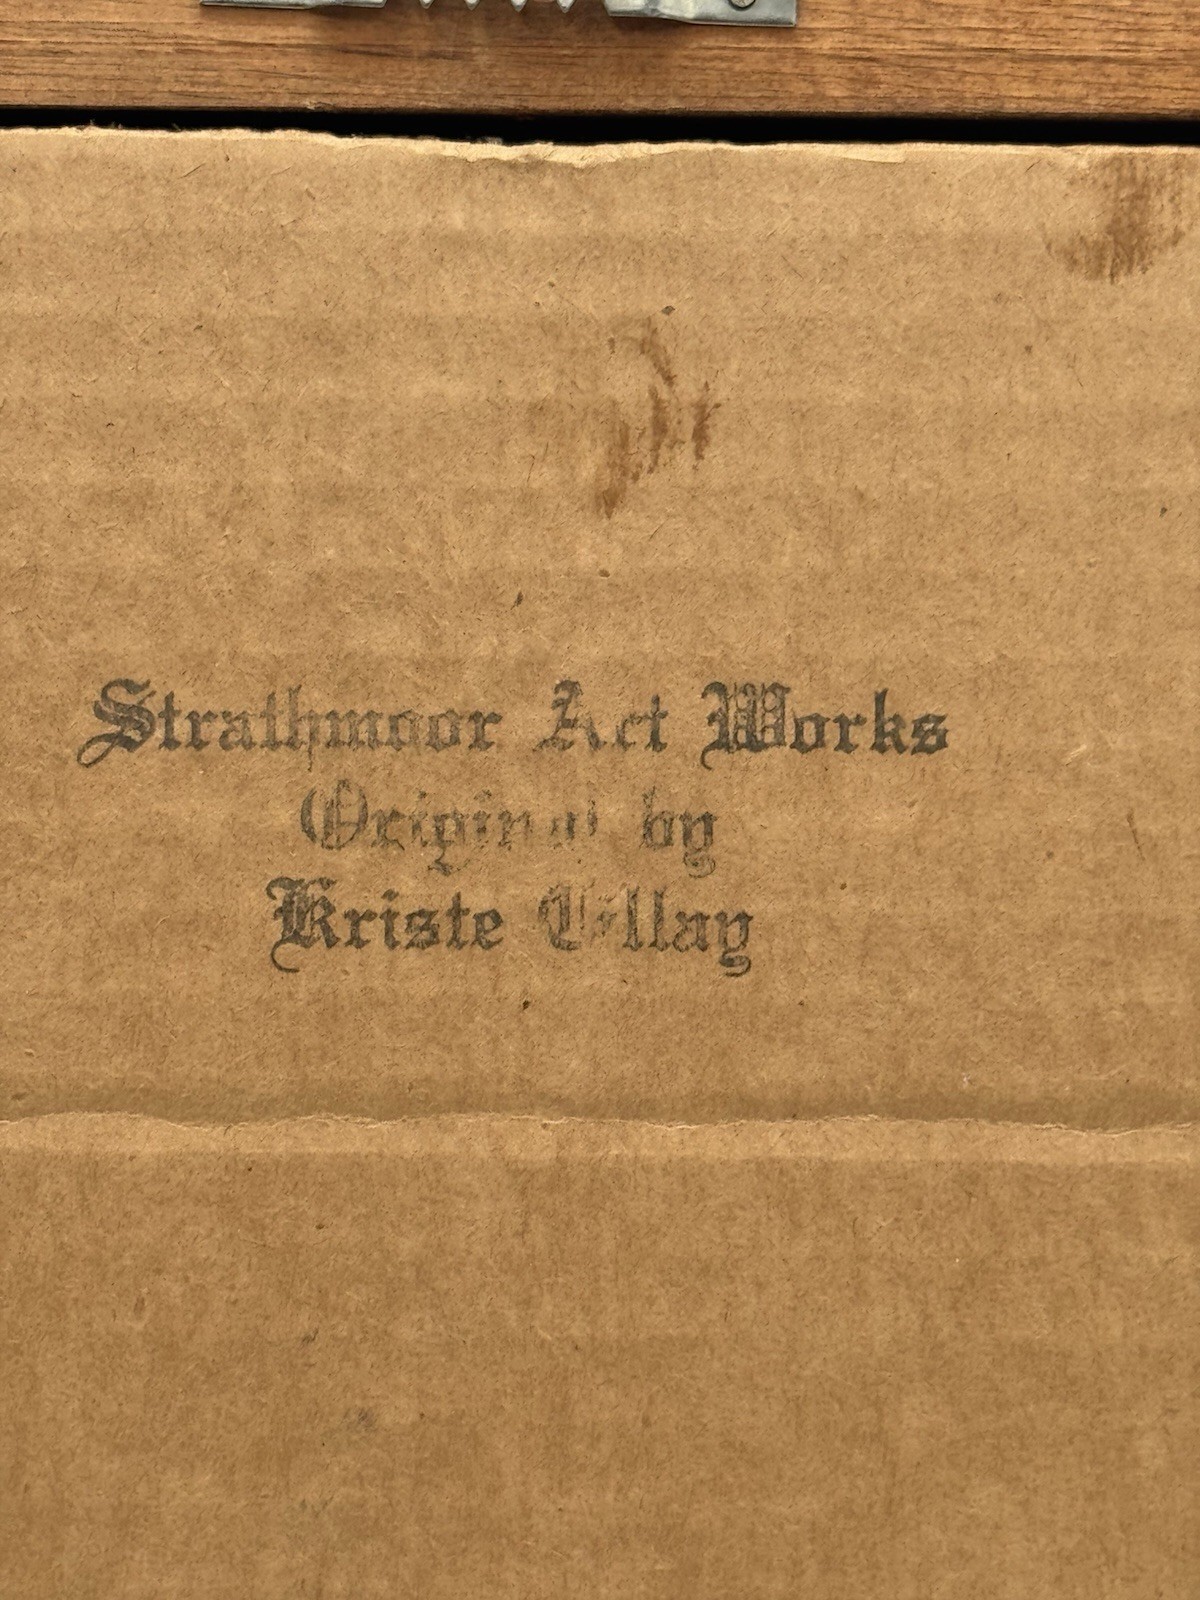 Strathmoor Art Works
Original by
Kriste